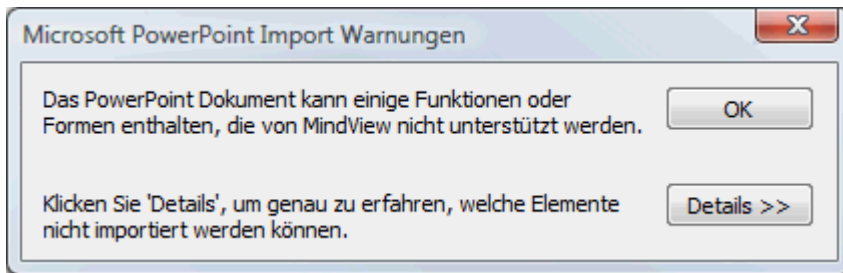 Microsoft PowerPoint Import Warnungen
X
Das PowerPoint Dokument kann einige Funktionen oder
Formen enthalten, die von MindView nicht unterstützt werden.
OK
Klicken Sie 'Details', um genau zu erfahren, welche Elemente
nicht importiert werden können.
Details >>